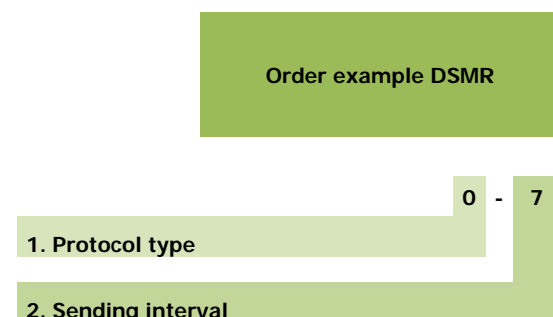 Order example DSMR
0 - 7
1. Protocol type
2. Sending interval